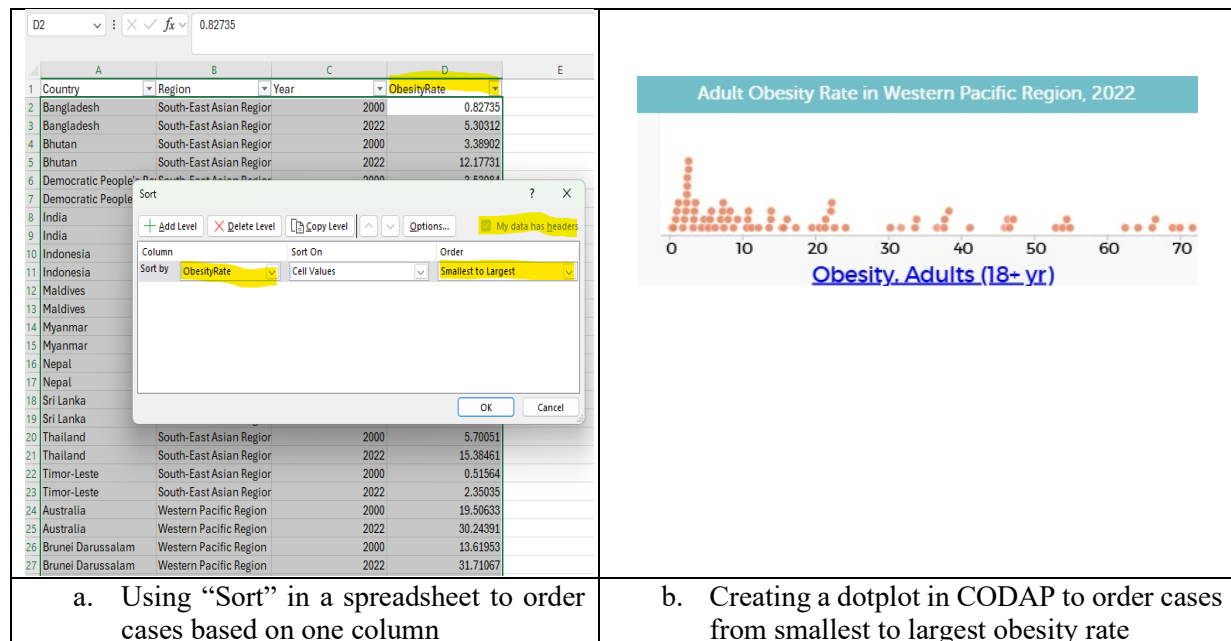 D2 fx 0.82735
A B C D E
1 Country Region Year ObesityRate
2 Bangladesh South-East Asian Region 2000 0.82735
3 Bangladesh South-East Asian Region 2022 5.30312
4 Bhutan South-East Asian Region 2000 3.38902
5 Bhutan South-East Asian Region 2022 12.17731
6 Democratic People's
7 Democratic People
8 India
9 India
10 Indonesia
11 Indonesia
12 Maldives
13 Maldives
14 Myanmar
15 Myanmar
16 Nepal
17 Nepal
18 Sri Lanka
19 Sri Lanka
20 Thailand South-East Asian Region 2000 5.70051
21 Thailand South-East Asian Region 2022 15.38461
22 Timor-Leste South-East Asian Region 2000 0.51564
23 Timor-Leste South-East Asian Region 2022 2.35035
24 Australia Western Pacific Region 2000 19.50633
25 Australia Western Pacific Region 2022 30.24391
26 Brunei Darussalam Western Pacific Region 2000 13.61953
27 Brunei Darussalam Western Pacific Region 2022 31.71067
Sort ? X
Add Level Delete Level Copy Level Options... My data has headers
Column Sort On Order
Sort by ObesityRate Cell Values Smallest to Largest
OK Cancel
a. Using “Sort” in a spreadsheet to order
cases based on one column
Adult Obesity Rate in Western Pacific Region, 2022
0 10 20 30 40 50 60 70
Obesity, Adults (18+ yr)
b. Creating a dotplot in CODAP to order cases
from smallest to largest obesity rate